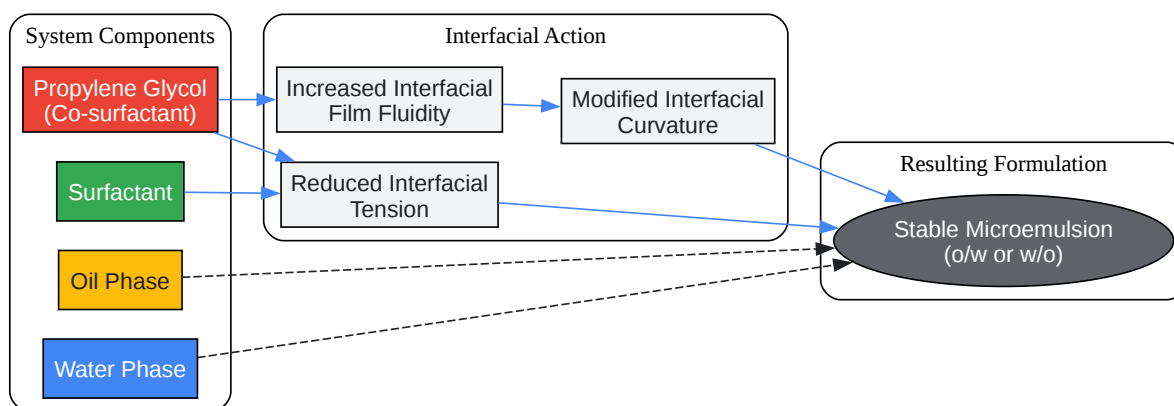 System Components
Propylene Glycol
(Co-surfactant)
Surfactant
Oil Phase
Water Phase
Interfacial Action
Increased Interfacial
Film Fluidity
Modified Interfacial
Curvature
Reduced Interfacial
Tension
Resulting Formulation
Stable Microemulsion
(o/w or w/o)